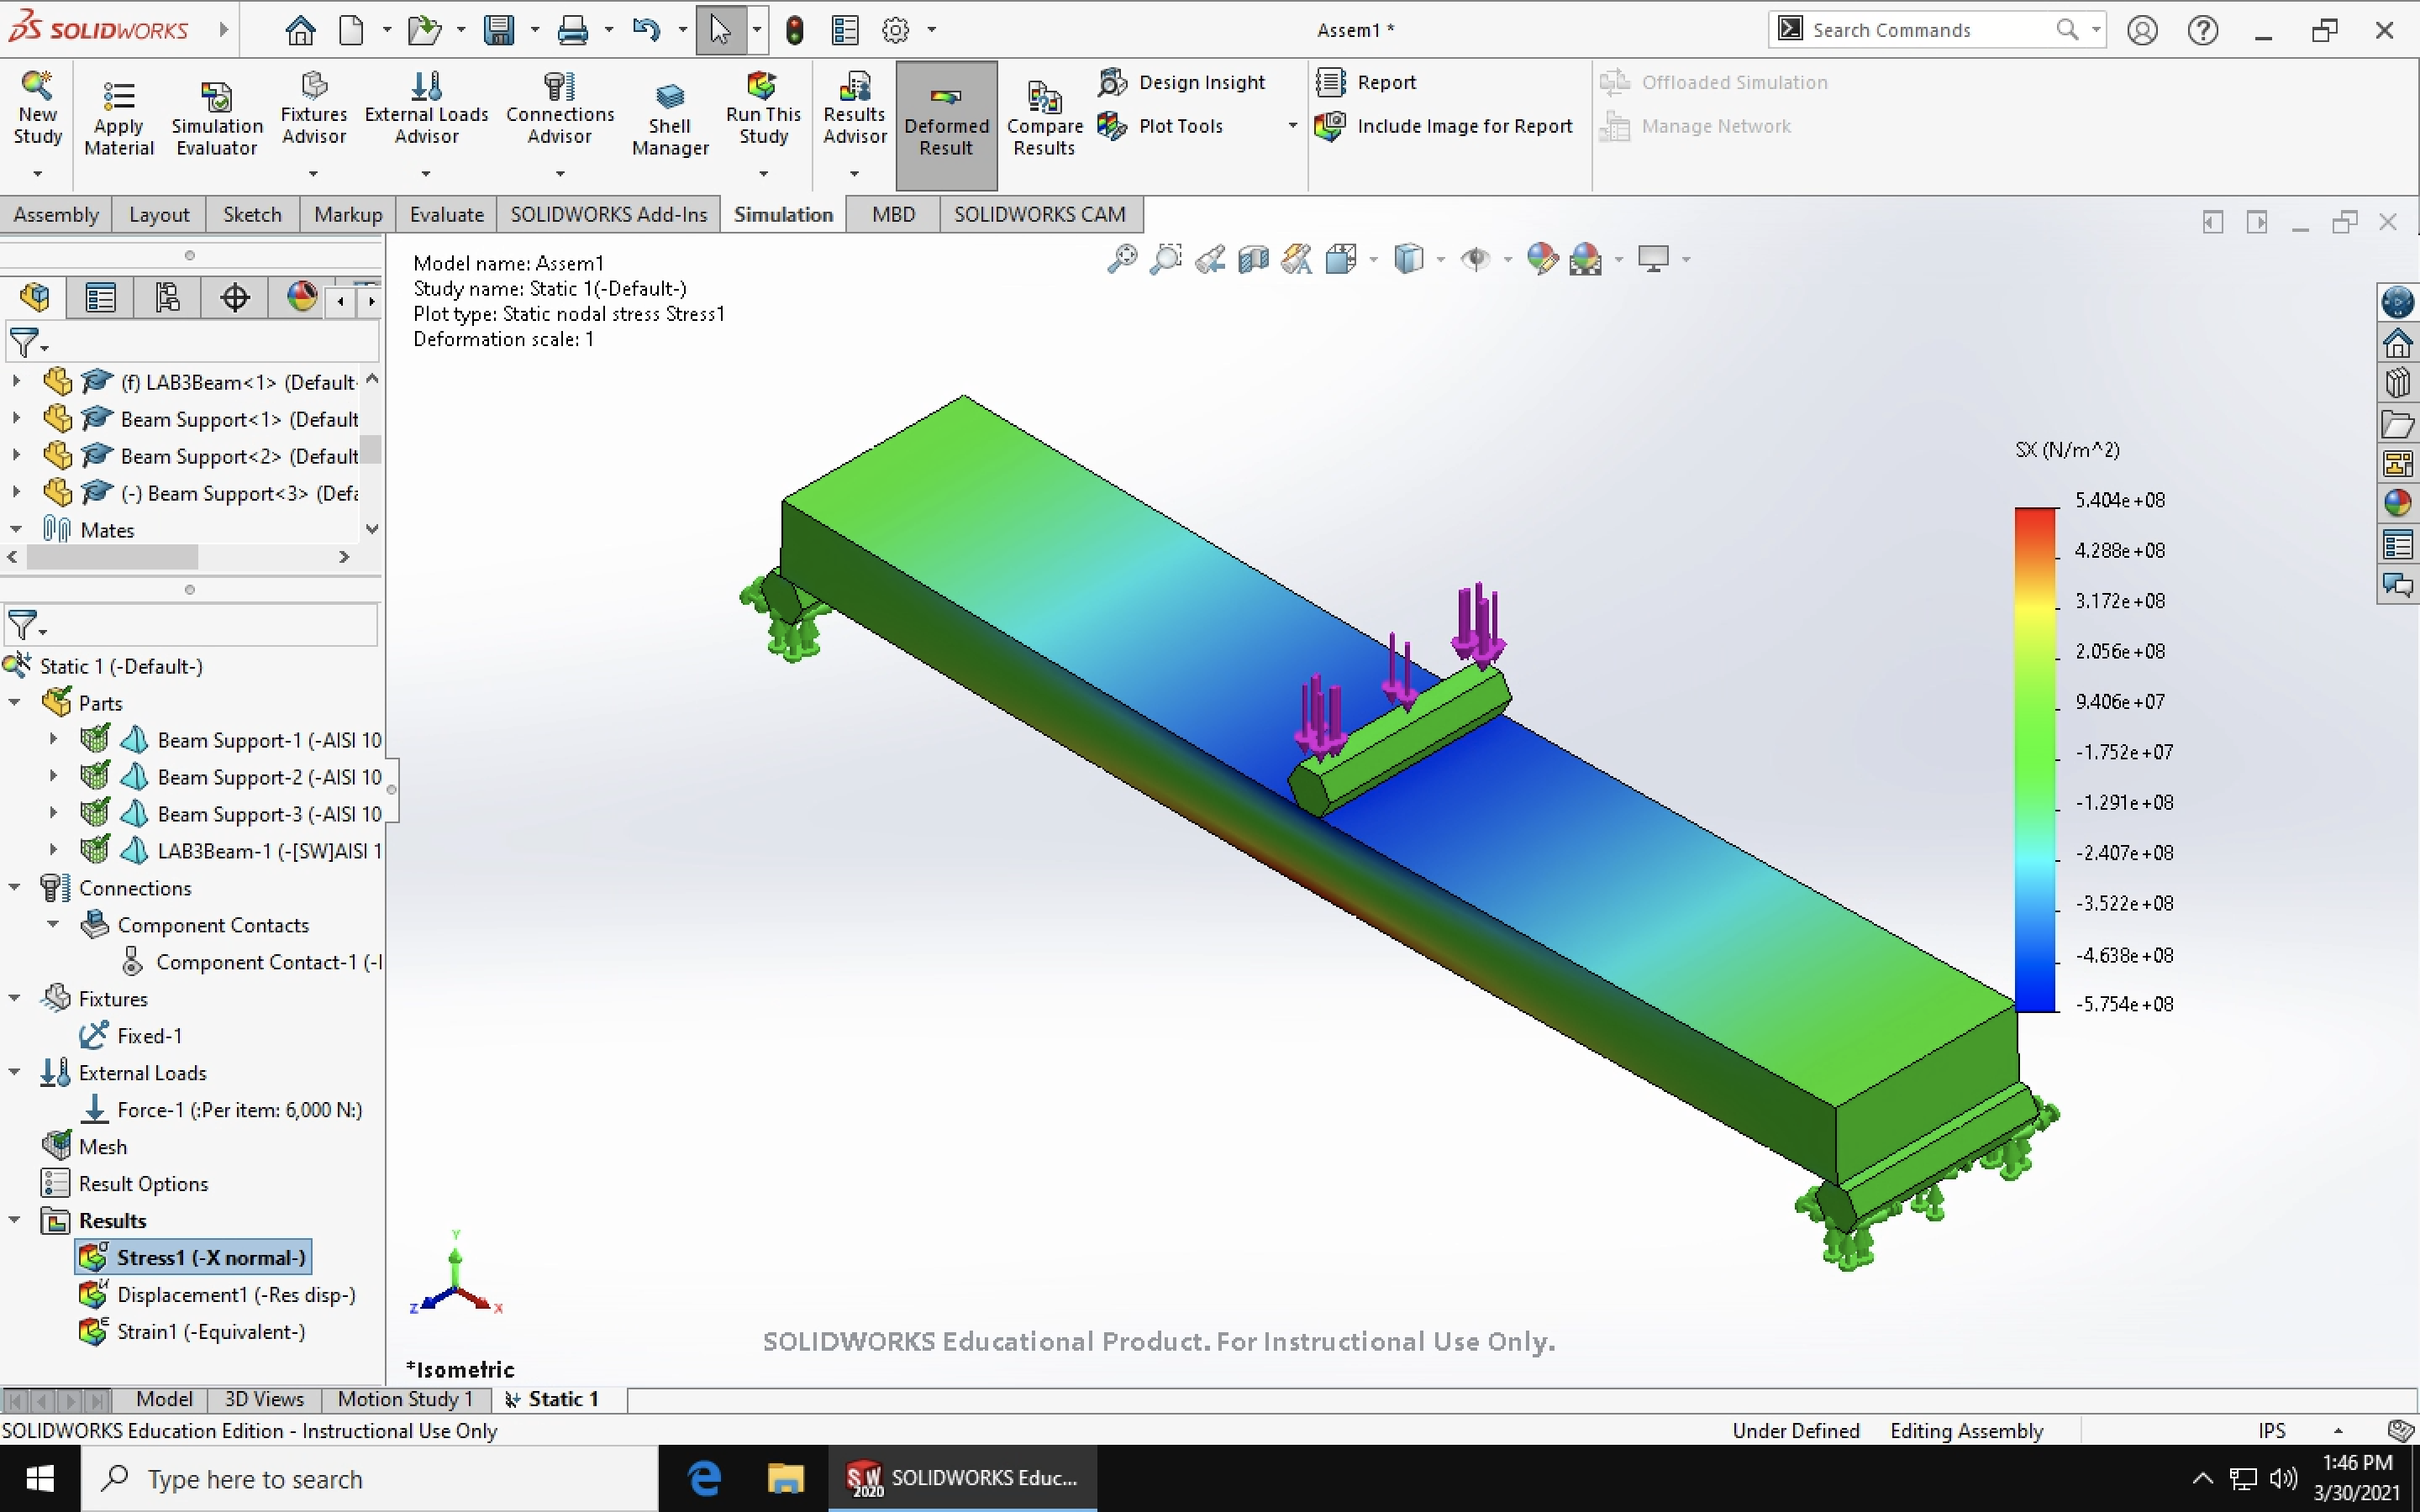 SOLIDWORKS
Assem1 *
Search Commands
New Study
Apply Material
Simulation Evaluator
Fixtures Advisor
External Loads Advisor
Connections Advisor
Shell Manager
Run This Study
Results Advisor
Deformed Result
Compare Results
Design Insight
Plot Tools
Report
Include Image for Report
Offloaded Simulation
Manage Network
Assembly
Layout
Sketch
Markup
Evaluate
SOLIDWORKS Add-Ins
Simulation
MBD
SOLIDWORKS CAM
(f) LAB3Beam<1> (Default
Beam Support<1> (Default
Beam Support<2> (Default
(-) Beam Support<3> (Defa
Mates
Static 1 (-Default-)
Parts
Beam Support-1 (-AISI 10
Beam Support-2 (-AISI 10
Beam Support-3 (-AISI 10
LAB3Beam-1 (-[SW]AISI 1
Connections
Component Contacts
Component Contact-1 (-
Fixtures
Fixed-1
External Loads
Force-1 (:Per item: 6,000 N:)
Mesh
Result Options
Results
Stress1 (-X normal-)
Displacement1 (-Res disp-)
Strain1 (-Equivalent-)
Model name: Assem1
Study name: Static 1(-Default-)
Plot type: Static nodal stress Stress1
Deformation scale: 1
SX (N/m^2)
5.404e+08
4.288e+08
3.172e+08
2.056e+08
9.406e+07
-1.752e+07
-1.291e+08
-2.407e+08
-3.522e+08
-4.638e+08
-5.754e+08
Y
Z
X
SOLIDWORKS Educational Product. For Instructional Use Only.
*Isometric
Model
3D Views
Motion Study 1
Static 1
SOLIDWORKS Education Edition - Instructional Use Only
Under Defined
Editing Assembly
IPS
Type here to search
SW 2020
SOLIDWORKS Educ...
1:46 PM
3/30/2021